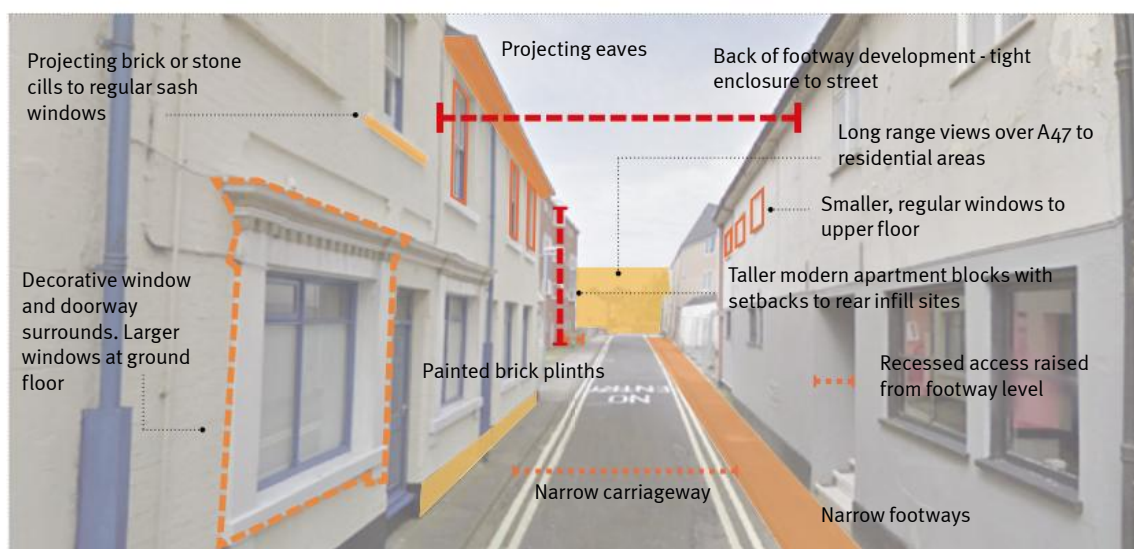 Projecting eaves
Projecting brick or stone
cills to regular sash
windows
Back of footway development - tight
enclosure to street
Long range views over A47 to
residential areas
Smaller, regular windows to
upper floor
Decorative window
and doorway
surrounds. Larger
windows at ground
floor
Taller modern apartment blocks with
setbacks to rear infill sites
Painted brick plinths
Recessed access raised
from footway level
NO
ENTRY
Narrow carriageway
Narrow footways